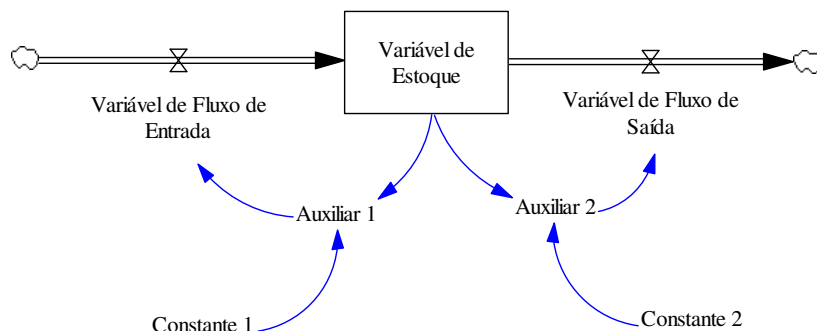 Variável de
Estoque
Variável de Fluxo de
Entrada
Variável de Fluxo de
Saída
Auxiliar 1
Auxiliar 2
Constante 1
Constante 2